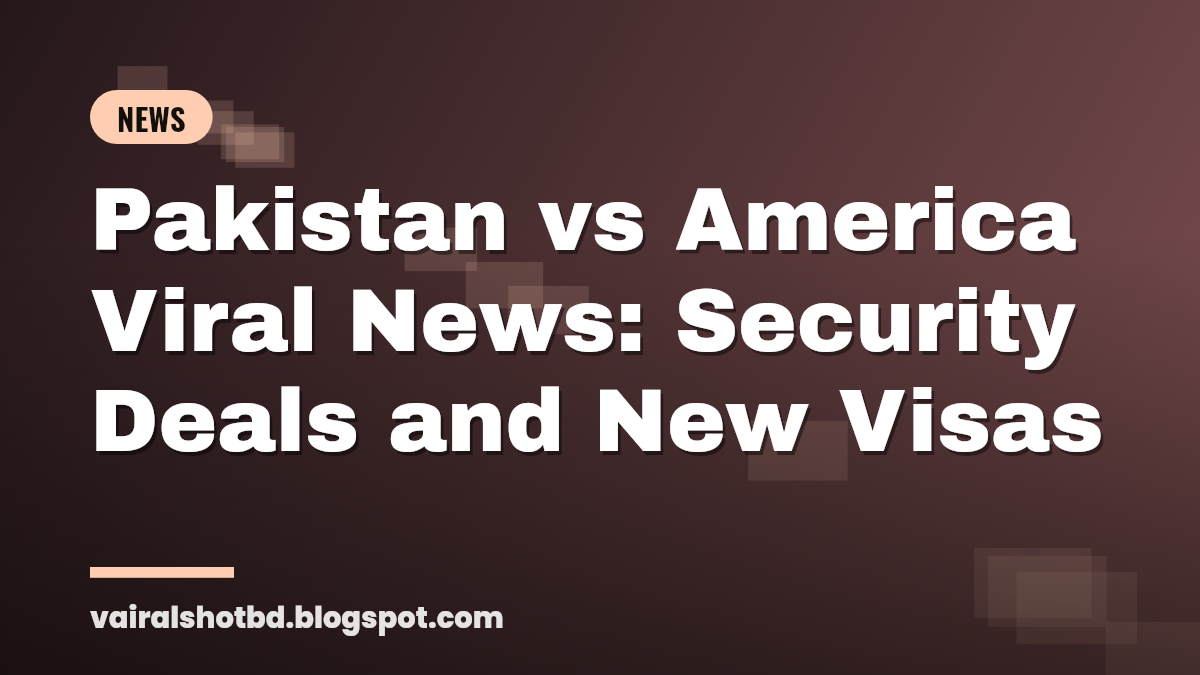 NEWS
Pakistan vs America
Viral News: Security
Deals and New Visas
vairalshotbd.blogspot.com